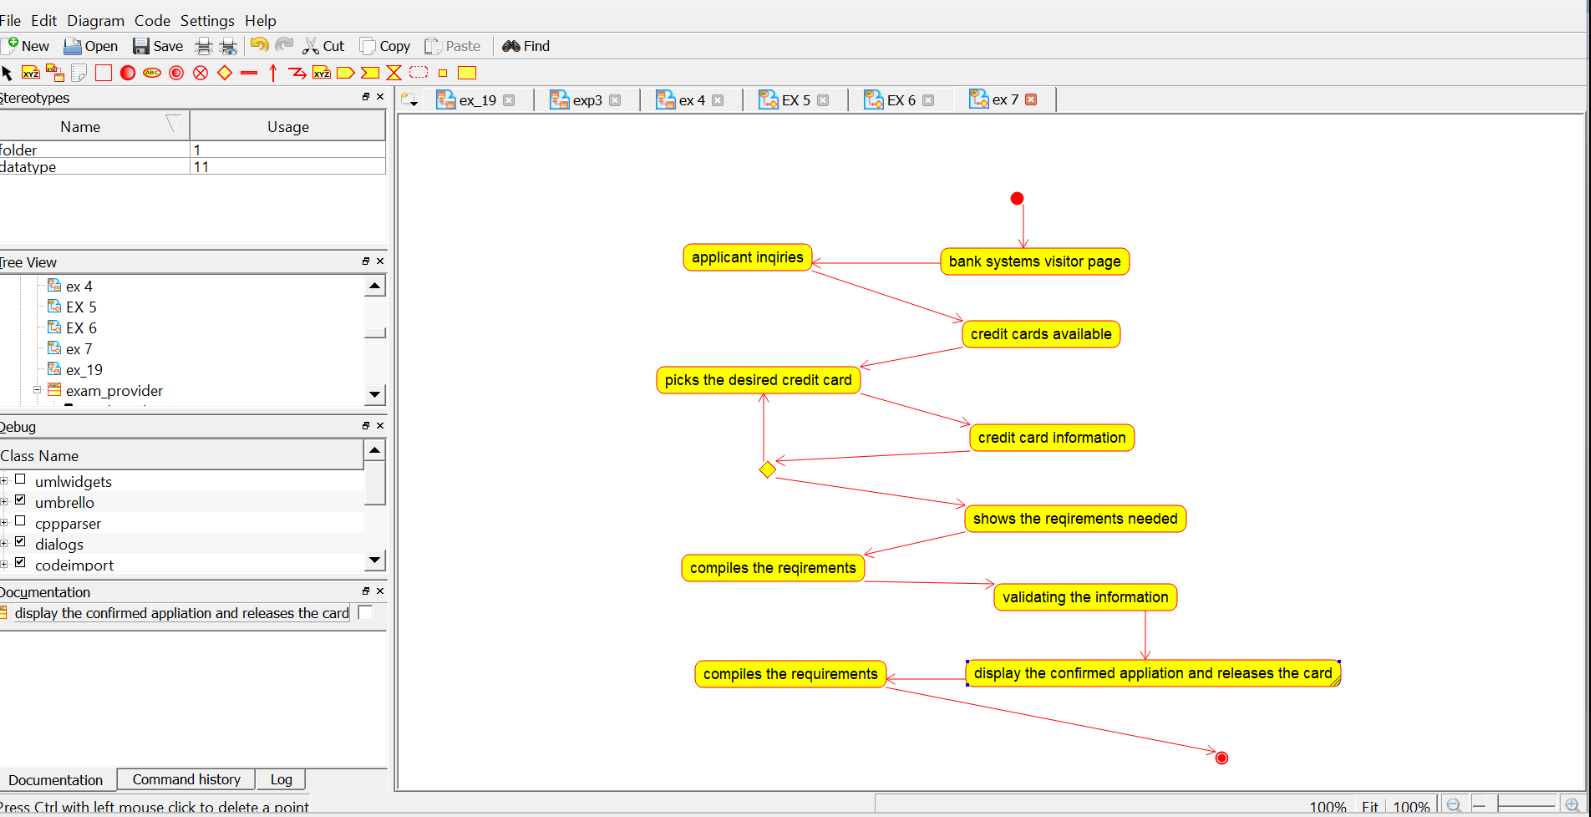 File Edit Diagram Code Settings Help
New Open Save Cut Copy Paste Find
XYZ ABC XYZ
Stereotypes
Name Usage
folder 1
datatype 11
Tree View
ex 4
EX 5
EX 6
ex 7
ex_19
exam_provider
Debug
Class Name
umlwidgets
umbrello
cppparser
dialogs
codeimport
Documentation
display the confirmed appliation and releases the card
Documentation Command history Log
Press Ctrl with left mouse click to delete a point
ex_19 exp3 ex 4 EX 5 EX 6 ex 7
applicant inqiries
bank systems visitor page
credit cards available
picks the desired credit card
credit card information
shows the reqirements needed
compiles the reqirements
validating the information
compiles the requirements
display the confirmed appliation and releases the card
100% Fit 100%